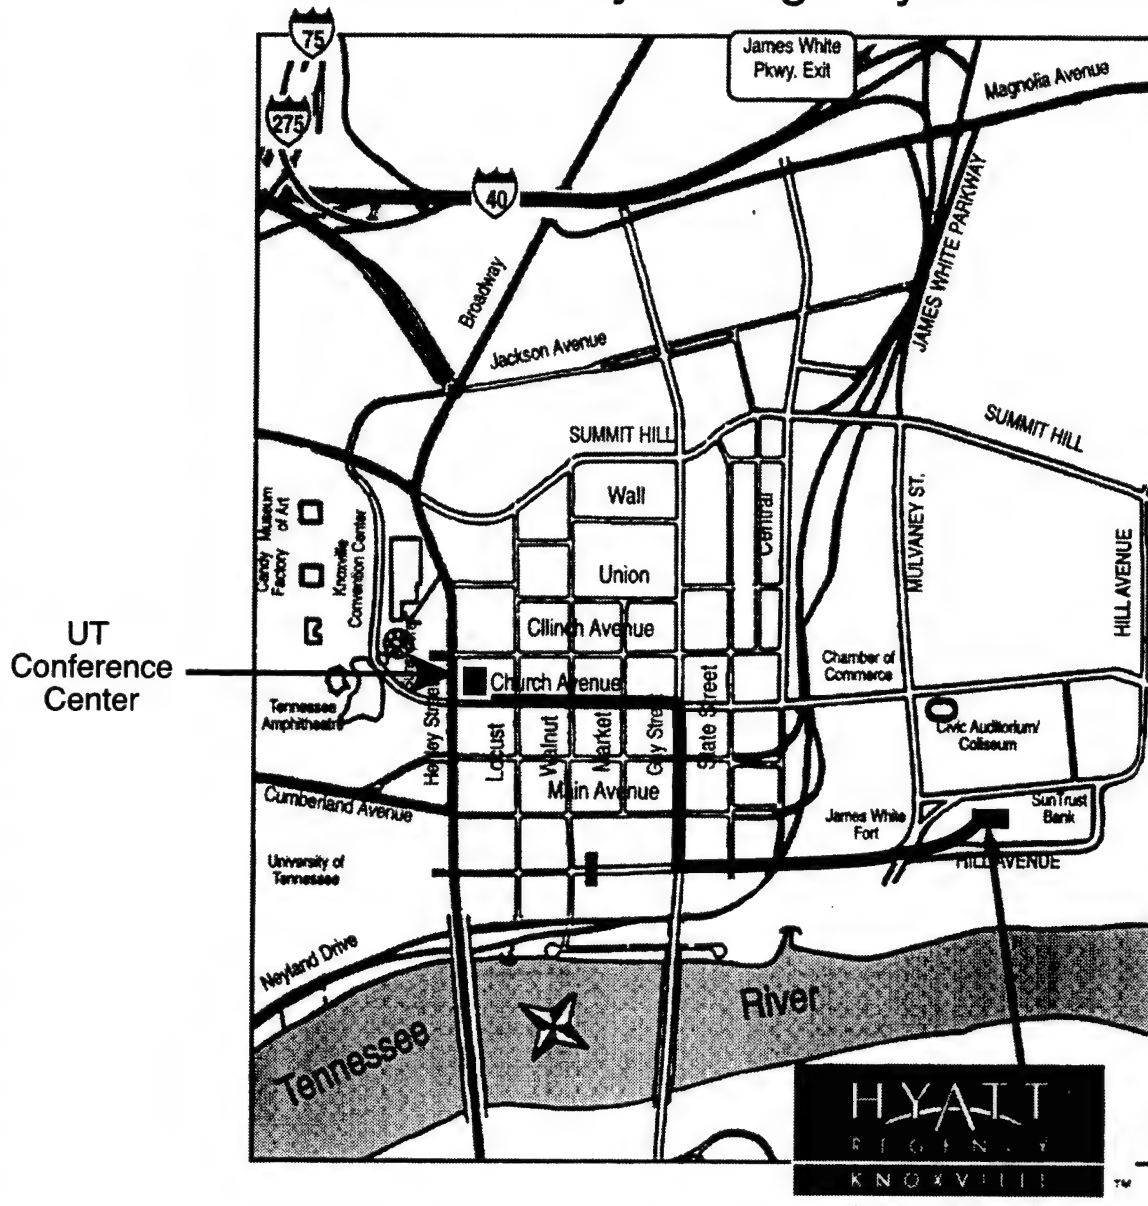 75
275
40
James White
Pkwy. Exit
Magnolia Avenue
JAMES WHITE PARKWAY
Broadway
Jackson Avenue
SUMMIT HILL
SUMMIT HILL
Wall
Union
Central
MULVANEY ST.
HILL AVENUE
Museum
of Art
Candy
Factory
Knoxville
Convention Center
Cllinch Avenue
UT
Conference
Center
Church Avenue
Chamber of
Commerce
Tennessee
Amphitheatre
Henley Street
Locust
Walnut
Market
Gay Street
State Street
Civic Auditorium/
Coliseum
Main Avenue
Cumberland Avenue
James White
Fort
SunTrust
Bank
HILL AVENUE
University of
Tennessee
Neyland Drive
Tennessee
River
HYATT
REGENCY
KNOXVILLE
TM